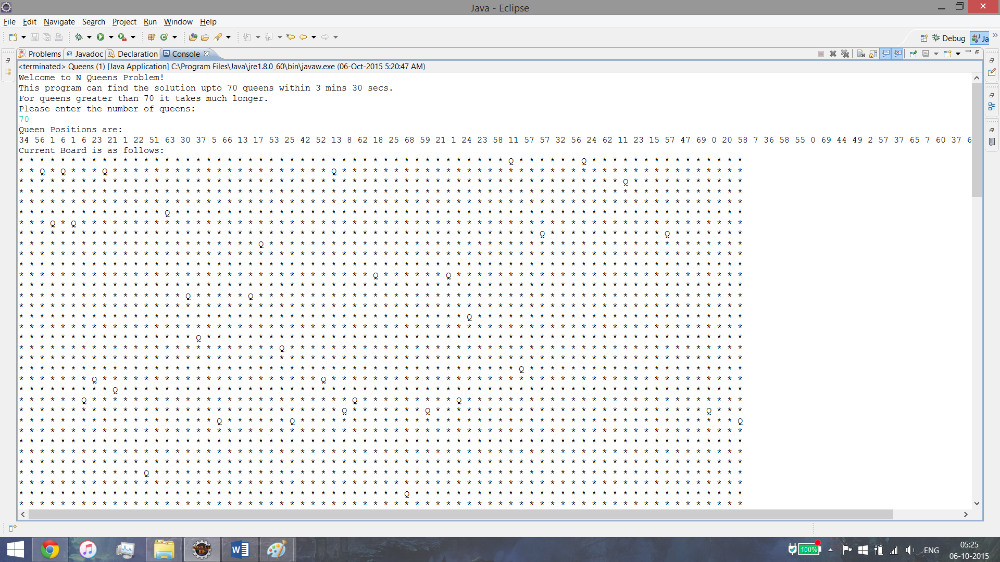 Java - Eclipse
File Edit Navigate Search Project Run Window Help
Debug Ja
Problems @ Javadoc Declaration Console
<terminated> Queens (1) [Java Application] C:\Program Files\Java\jre1.8.0_60\bin\javaw.exe (06-Oct-2015 5:20:47 AM)
Welcome to N Queens Problem!
This program can find the solution upto 70 queens within 3 mins 30 secs.
For queens greater than 70 it takes much longer.
Please enter the number of queens:
70
Queen Positions are:
34 56 1 6 1 6 23 21 1 22 51 63 30 37 5 66 13 17 53 25 42 52 13 8 62 18 25 68 59 21 1 24 23 58 11 57 57 32 56 24 62 11 23 15 57 47 69 0 20 58 7 36 58 55 0 69 44 49 2 57 37 65 7 60 37 6
Current Board is as follows:
* * * * * * * * * * * * * * * * * * * * * * * * * * * * * * * * * * * * * * * * * * * * * * * Q * * * * * * Q * * * * * * * * * * * * * * *
* * Q * Q * * * Q * * * * * * * * * * * * * * * * * * * * * Q * * * * * * * * * * * * * * * * * * * * * * * * * * * * * * * * * * * * * * *
* * * * * * * * * * * * * * * * * * * * * * * * * * * * * * * * * * * * * * * * * * * * * * * * * * * * * * * * * * Q * * * * * * * * * * *
* * * * * * * * * * * * * * * * * * * * * * * * * * * * * * * * * * * * * * * * * * * * * * * * * * * * * * * * * * * * * * * * * * * * * *
* * * * * * * * * * * * * * * * * * * * * * * * * * * * * * * * * * * * * * * * * * * * * * * * * * * * * * * * * * * * * * * * * * * * * *
* * * * * * * * * * * * * * Q * * * * * * * * * * * * * * * * * * * * * * * * * * * * * * * * * * * * * * * * * * * * * * * * * * * * * * *
* * * Q * Q * * * * * * * * * * * * * * * * * * * * * * * * * * * * * * * * * * * * * * * * * * * * * * * * * * * * * * * * * * * * * * * *
* * * * * * * * * * * * * * * * * * * * * * * * * * * * * * * * * * * * * * * * * * * * * * * * * * Q * * * * * * * * * * * Q * * * * * * *
* * * * * * * * * * * * * * * * * * * * * * * Q * * * * * * * * * * * * * * * * * * * * * * * * * * * * * * * * * * * * * * * * * * * * * *
* * * * * * * * * * * * * * * * * * * * * * * * * * * * * * * * * * * * * * * * * * * * * * * * * * * * * * * * * * * * * * * * * * * * * *
* * * * * * * * * * * * * * * * * * * * * * * * * * * * * * * * * * * * * * * * * * * * * * * * * * * * * * * * * * * * * * * * * * * * * *
* * * * * * * * * * * * * * * * * * * * * * * * * * * * * * * * * * Q * * * * * * Q * * * * * * * * * * * * * * * * * * * * * * * * * * * *
* * * * * * * * * * * * * * * * * * * * * * * * * * * * * * * * * * * * * * * * * * * * * * * * * * * * * * * * * * * * * * * * * * * * * *
* * * * * * * * * * * * * * * * Q * * * * * Q * * * * * * * * * * * * * * * * * * * * * * * * * * * * * * * * * * * * * * * * * * * * * * *
* * * * * * * * * * * * * * * * * * * * * * * * * * * * * * * * * * * * * * * * * * * * * * * * * * * * * * * * * * * * * * * * * * * * * *
* * * * * * * * * * * * * * * * * * * * * * * * * * * * * * * * * * * * * * * * * * * Q * * * * * * * * * * * * * * * * * * * * * * * * * *
* * * * * * * * * * * * * * * * * * * * * * * * * * * * * * * * * * * * * * * * * * * * * * * * * * * * * * * * * * * * * * * * * * * * * *
* * * * * * * * * * * * * * * * * Q * * * * * * * * * * * * * * * * * * * * * * * * * * * * * * * * * * * * * * * * * * * * * * * * * * * *
* * * * * * * * * * * * * * * * * * * * * * * * * Q * * * * * * * * * * * * * * * * * * * * * * * * * * * * * * * * * * * * * * * * * * * *
* * * * * * * * * * * * * * * * * * * * * * * * * * * * * * * * * * * * * * * * * * * * * * * * * * * * * * * * * * * * * * * * * * * * * *
* * * * * * * * * * * * * * * * * * * * * * * * * * * * * * * * * * * * * * * * * * * * * * * * Q * * * * * * * * * * * * * * * * * * * * *
* * * * * * * Q * * * * * * * * * * * * * * * * * * * * * Q * * * * * * * * * * * * * * * * * * * * * * * * * * * * * * * * * * * * * * * *
* * * * * * * * * Q * * * * * * * * * * * * * * * * * * * * * * * * * * * * * * * * * * * * * * * * * * * * * * * * * * * * * * * * * * * *
* * * * * * Q * * * * * * * * * * * * * * * * * * * * * * * * * Q * * * * * * * * * Q * * * * * * * * * * * * * * * * * * * * * * * * * * *
* * * * * * * * * * * * * * * * * * * * * * * * * * * * * * * Q * * * * * * * Q * * * * * * * * * * * * * * * * * * * * * * * * * * Q * * *
* * * * * * * * * * * * * * * * * * * Q * * * * * * Q * * * * * * * * * * * * * * * * * * * * * * * * * * * * * * * * * * * * * * * * * * Q
* * * * * * * * * * * * * * * * * * * * * * * * * * * * * * * * * * * * * * * * * * * * * * * * * * * * * * * * * * * * * * * * * * * * * *
* * * * * * * * * * * * * * * * * * * * * * * * * * * * * * * * * * * * * * * * * * * * * * * * * * * * * * * * * * * * * * * * * * * * * *
* * * * * * * * * * * * * * * * * * * * * * * * * * * * * * * * * * * * * * * * * * * * * * * * * * * * * * * * * * * * * * * * * * * * * *
* * * * * * * * * * * * * * * * * * * * * * * * * * * * * * * * * * * * * * * * * * * * * * * * * * * * * * * * * * * * * * * * * * * * * *
* * * * * * * * * * * * Q * * * * * * * * * * * * * * * * * * * * * * * * * * * * * * * * * * * * * * * * * * * * * * * * * * * * * * * * *
* * * * * * * * * * * * * * * * * * * * * * * * * * * * * * * * * * * * * * * * * * * * * * * * * * * * * * * * * * * * * * * * * * * * * *
* * * * * * * * * * * * * * * * * * * * * * * * * * * * * * * * * * * * * Q * * * * * * * * * * * * * * * * * * * * * * * * * * * * * * * *
* * * * * * * * * * * * * * * * * * * * * * * * * * * * * * * * * * * * * * * * * * * * * * * * * * * * * * * * * * * * * * * * * * * * * *
Java EE
IDE
100%
ENG
05:25
06-10-2015